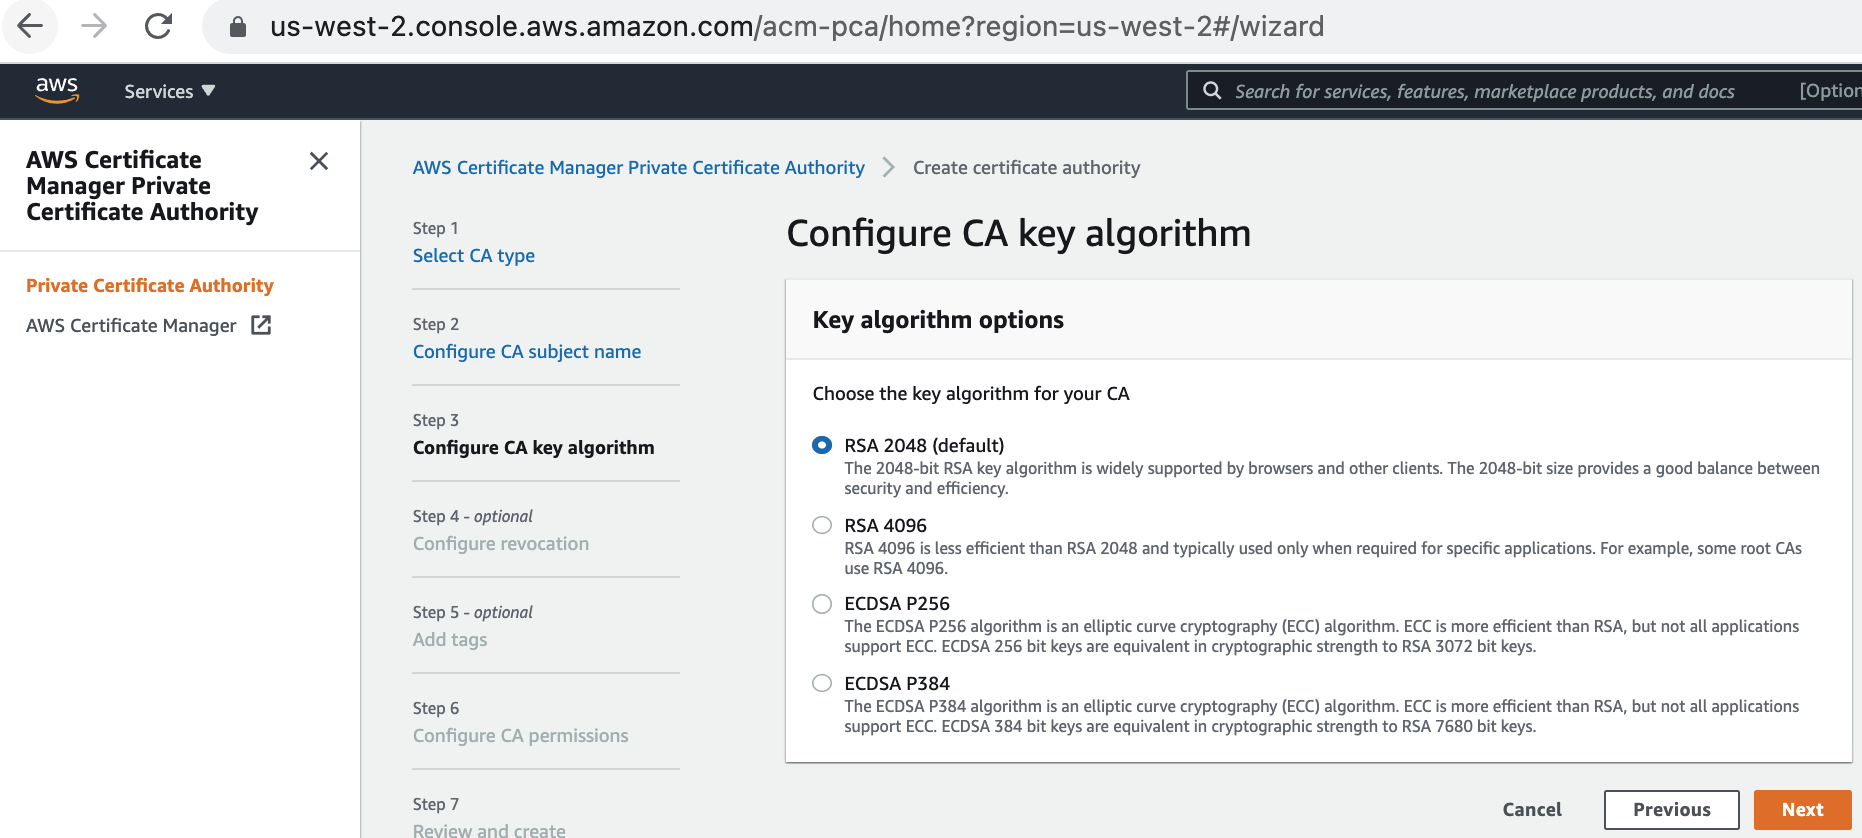 us-west-2.console.aws.amazon.com/acm-pca/home?region=us-west-2#/wizard
aws
Services ▼
Search for services, features, marketplace products, and docs
[Option
AWS Certificate
Manager Private
Certificate Authority
Private Certificate Authority
AWS Certificate Manager
AWS Certificate Manager Private Certificate Authority
Create certificate authority
Step 1
Select CA type
Step 2
Configure CA subject name
Step 3
Configure CA key algorithm
Step 4 - optional
Configure revocation
Step 5 - optional
Add tags
Step 6
Configure CA permissions
Step 7
Review and create
Configure CA key algorithm
Key algorithm options
Choose the key algorithm for your CA
RSA 2048 (default)
The 2048-bit RSA key algorithm is widely supported by browsers and other clients. The 2048-bit size provides a good balance between
security and efficiency.
RSA 4096
RSA 4096 is less efficient than RSA 2048 and typically used only when required for specific applications. For example, some root CAs
use RSA 4096.
ECDSA P256
The ECDSA P256 algorithm is an elliptic curve cryptography (ECC) algorithm. ECC is more efficient than RSA, but not all applications
support ECC. ECDSA 256 bit keys are equivalent in cryptographic strength to RSA 3072 bit keys.
ECDSA P384
The ECDSA P384 algorithm is an elliptic curve cryptography (ECC) algorithm. ECC is more efficient than RSA, but not all applications
support ECC. ECDSA 384 bit keys are equivalent in cryptographic strength to RSA 7680 bit keys.
Cancel
Previous
Next